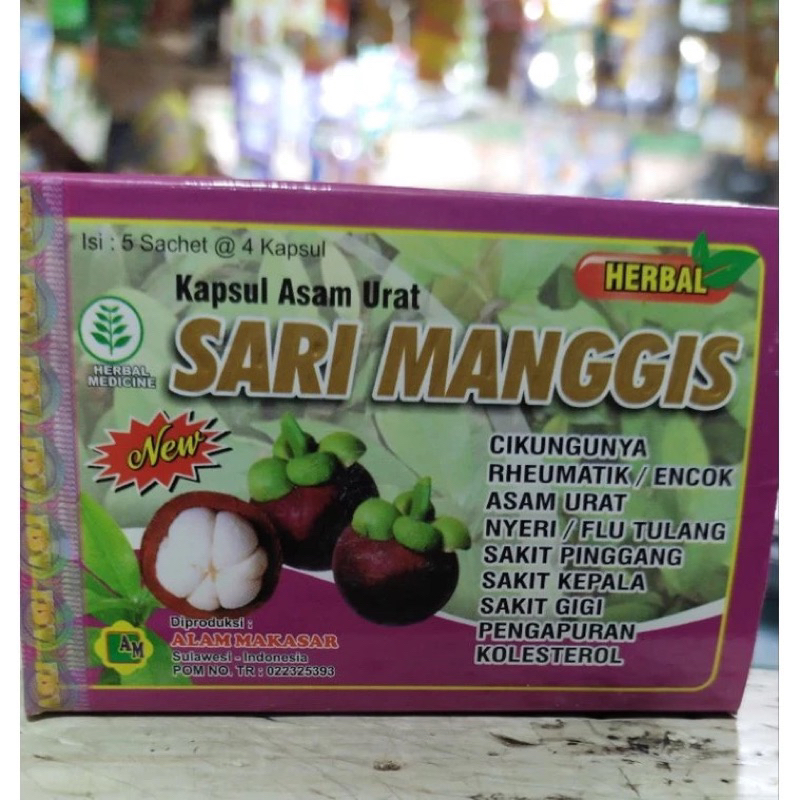 Isi : 5 Sachet @ 4 Kapsul
HERBAL
Kapsul Asam Urat
SARI MANGGIS
HERBAL
MEDICINE
New
CIKUNGUNYA
RHEUMATIK / ENCOK
ASAM URAT
NYERI / FLU TULANG
SAKIT PINGGANG
SAKIT KEPALA
SAKIT GIGI
PENGAPURAN
KOLESTEROL
AM
Diproduksi :
ALAM MAKASAR
Sulawesi - Indonesia
POM NO. TR : 022325393